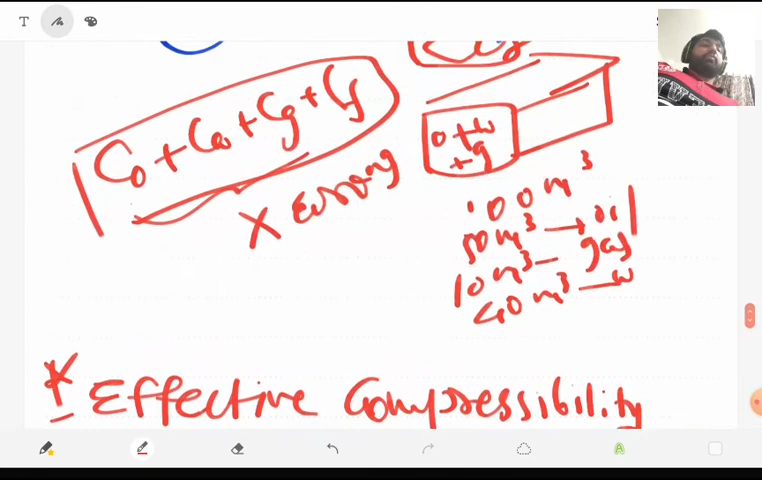 T
Co + Cw + Cg + Cf
O + W
+ g
X wrong
100 m³
50 m³ → oil
10 m³ — gas
40 m³ — w
* Effective Compressibility
A